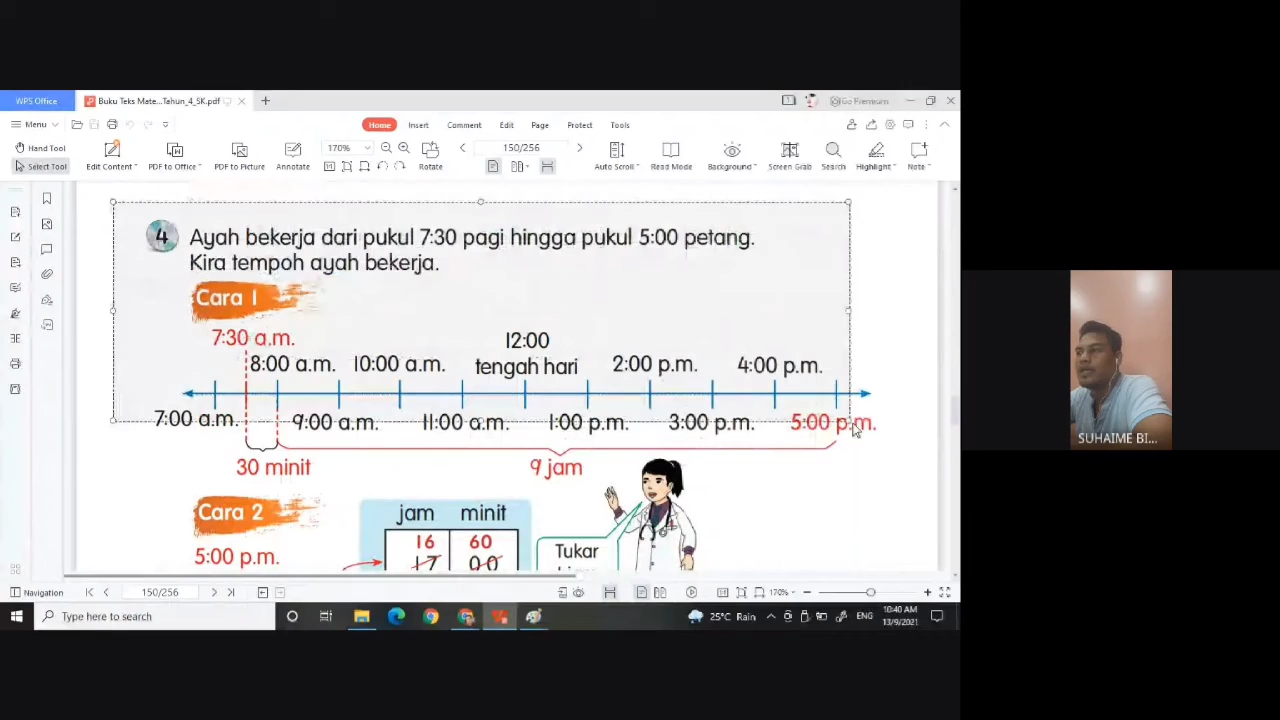 WPS Office
Buku Teks Mate...Tahun_4_SK.pdf
Go Premium
Menu
Home Insert Comment Edit Page Protect Tools
Hand Tool
Select Tool
Edit Content
PDF to Office
PDF to Picture
Annotate
170%
Rotate
150/256
Auto Scroll
Read Mode
Background
Screen Grab
Search
Highlight
Note
4 Ayah bekerja dari pukul 7:30 pagi hingga pukul 5:00 petang.
Kira tempoh ayah bekerja.
Cara 1
7:30 a.m.
12:00
8:00 a.m. 10:00 a.m. tengah hari 2:00 p.m. 4:00 p.m.
7:00 a.m. 9:00 a.m. 11:00 a.m. 1:00 p.m. 3:00 p.m. 5:00 p.m.
30 minit 9 jam
Cara 2
jam minit
16 60
17 00
5:00 p.m.
Tukar
SUHAIME BI...
Navigation
150/256
170%
Type here to search
25°C Rain
ENG
10:40 AM
13/9/2021